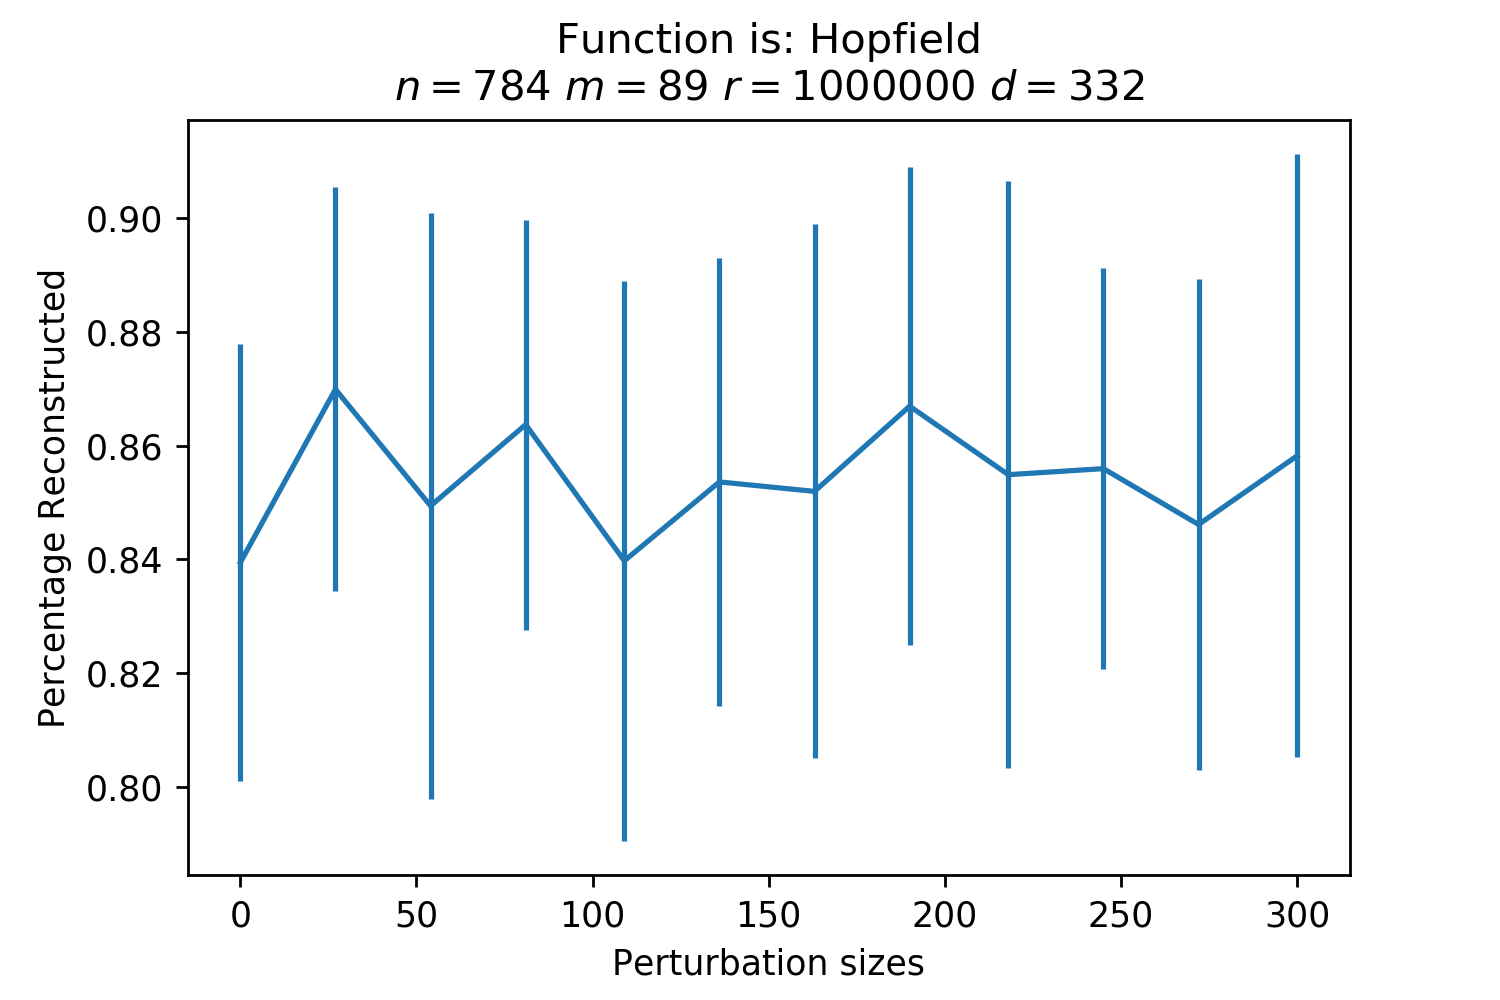 Function is: Hopfield
n = 784 m = 89 r = 1000000 d = 332
0.90
0.88
0.86
0.84
0.82
0.80
Percentage Reconstructed
0 50 100 150 200 250 300
Perturbation sizes